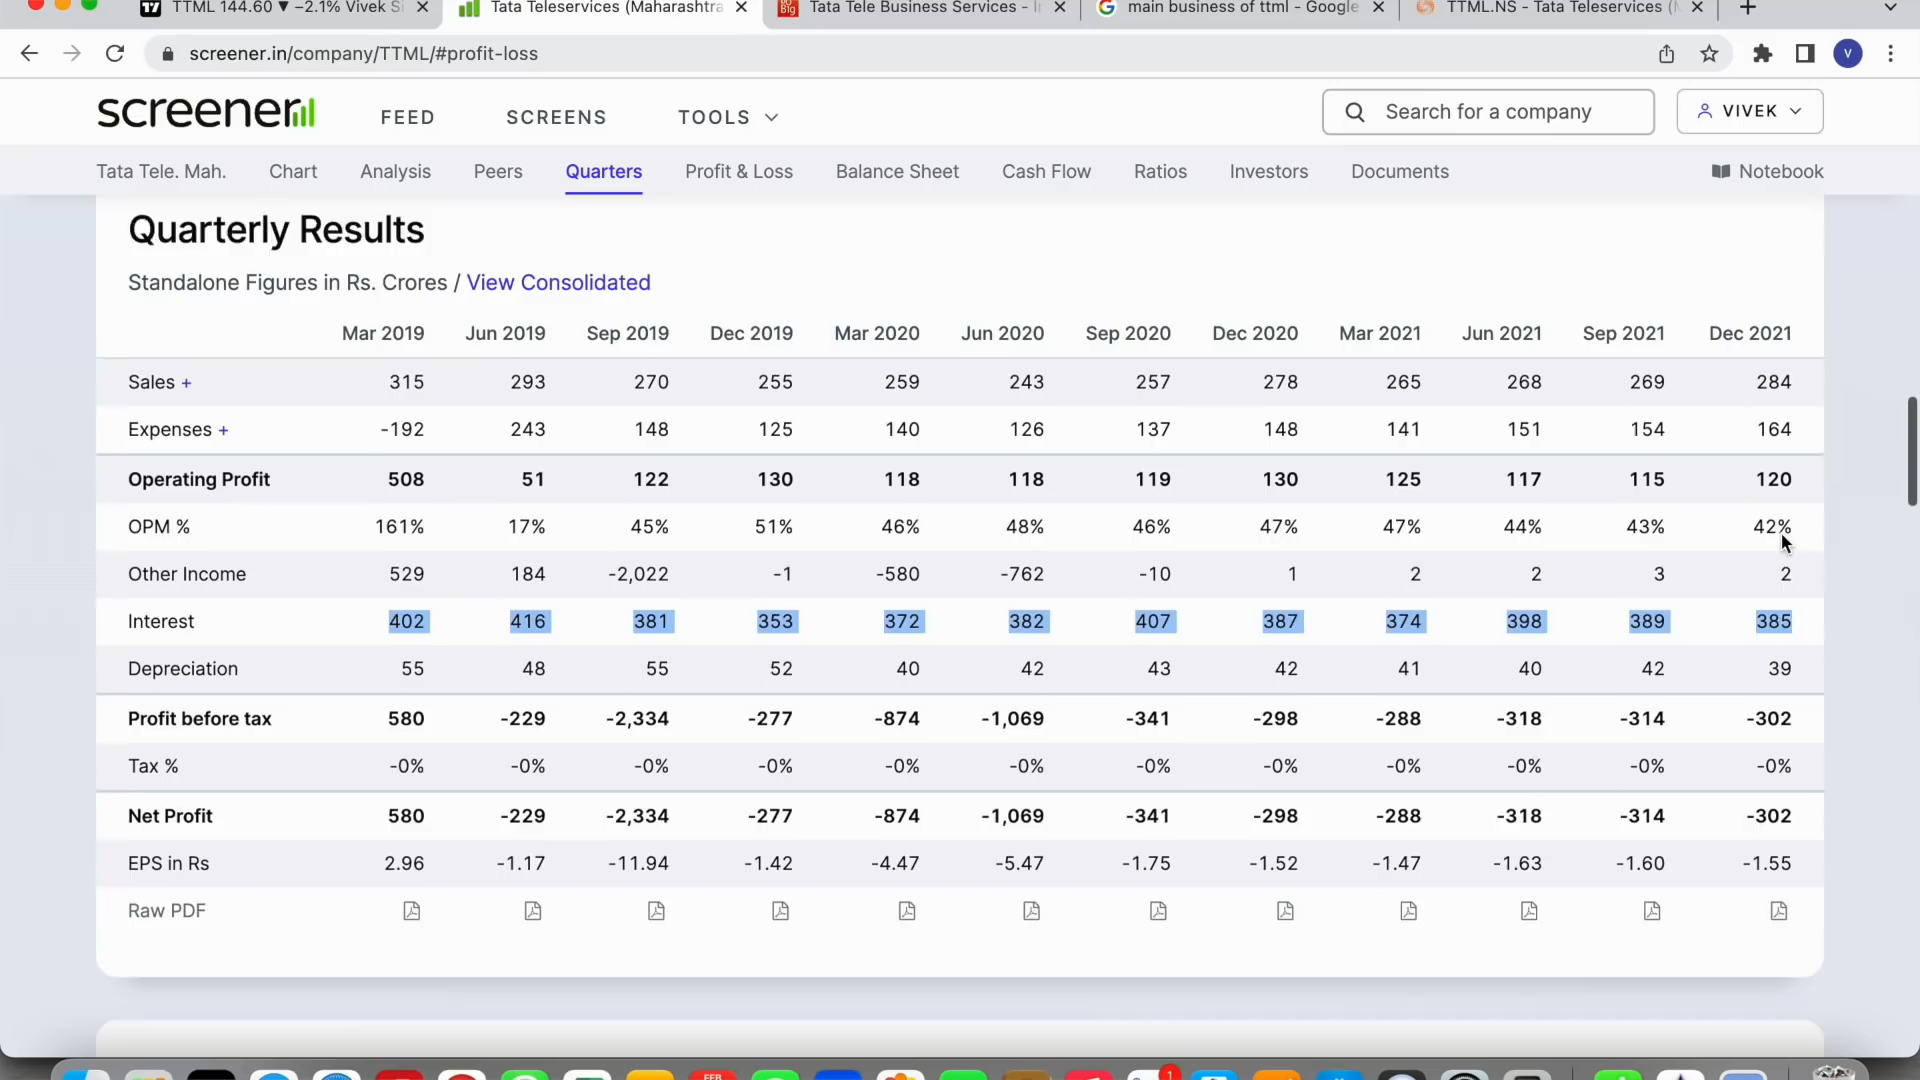 TTML 144.60 ▼ −2.1% Vivek S
Tata Teleservices (Maharashtra
Tata Tele Business Services - I
main business of ttml - Google
TTML.NS - Tata Teleservices (
screener.in/company/TTML/#profit-loss
V
screener
FEED
SCREENS
TOOLS
Search for a company
VIVEK
Tata Tele. Mah. Chart Analysis Peers Quarters Profit & Loss Balance Sheet Cash Flow Ratios Investors Documents Notebook
Quarterly Results
Standalone Figures in Rs. Crores / View Consolidated
Mar 2019 Jun 2019 Sep 2019 Dec 2019 Mar 2020 Jun 2020 Sep 2020 Dec 2020 Mar 2021 Jun 2021 Sep 2021 Dec 2021
Sales + 315 293 270 255 259 243 257 278 265 268 269 284
Expenses + -192 243 148 125 140 126 137 148 141 151 154 164
Operating Profit 508 51 122 130 118 118 119 130 125 117 115 120
OPM % 161% 17% 45% 51% 46% 48% 46% 47% 47% 44% 43% 42%
Other Income 529 184 -2,022 -1 -580 -762 -10 1 2 2 3 2
Interest 402 416 381 353 372 382 407 387 374 398 389 385
Depreciation 55 48 55 52 40 42 43 42 41 40 42 39
Profit before tax 580 -229 -2,334 -277 -874 -1,069 -341 -298 -288 -318 -314 -302
Tax % -0% -0% -0% -0% -0% -0% -0% -0% -0% -0% -0% -0%
Net Profit 580 -229 -2,334 -277 -874 -1,069 -341 -298 -288 -318 -314 -302
EPS in Rs 2.96 -1.17 -11.94 -1.42 -4.47 -5.47 -1.75 -1.52 -1.47 -1.63 -1.60 -1.55
Raw PDF
FEB
1